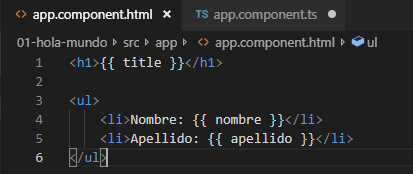 app.component.html TS app.component.ts
01-hola-mundo > src > app > app.component.html > ul
1 <h1>{{ title }}</h1>
2
3 <ul>
4 <li>Nombre: {{ nombre }}</li>
5 <li>Apellido: {{ apellido }}</li>
6 </ul>